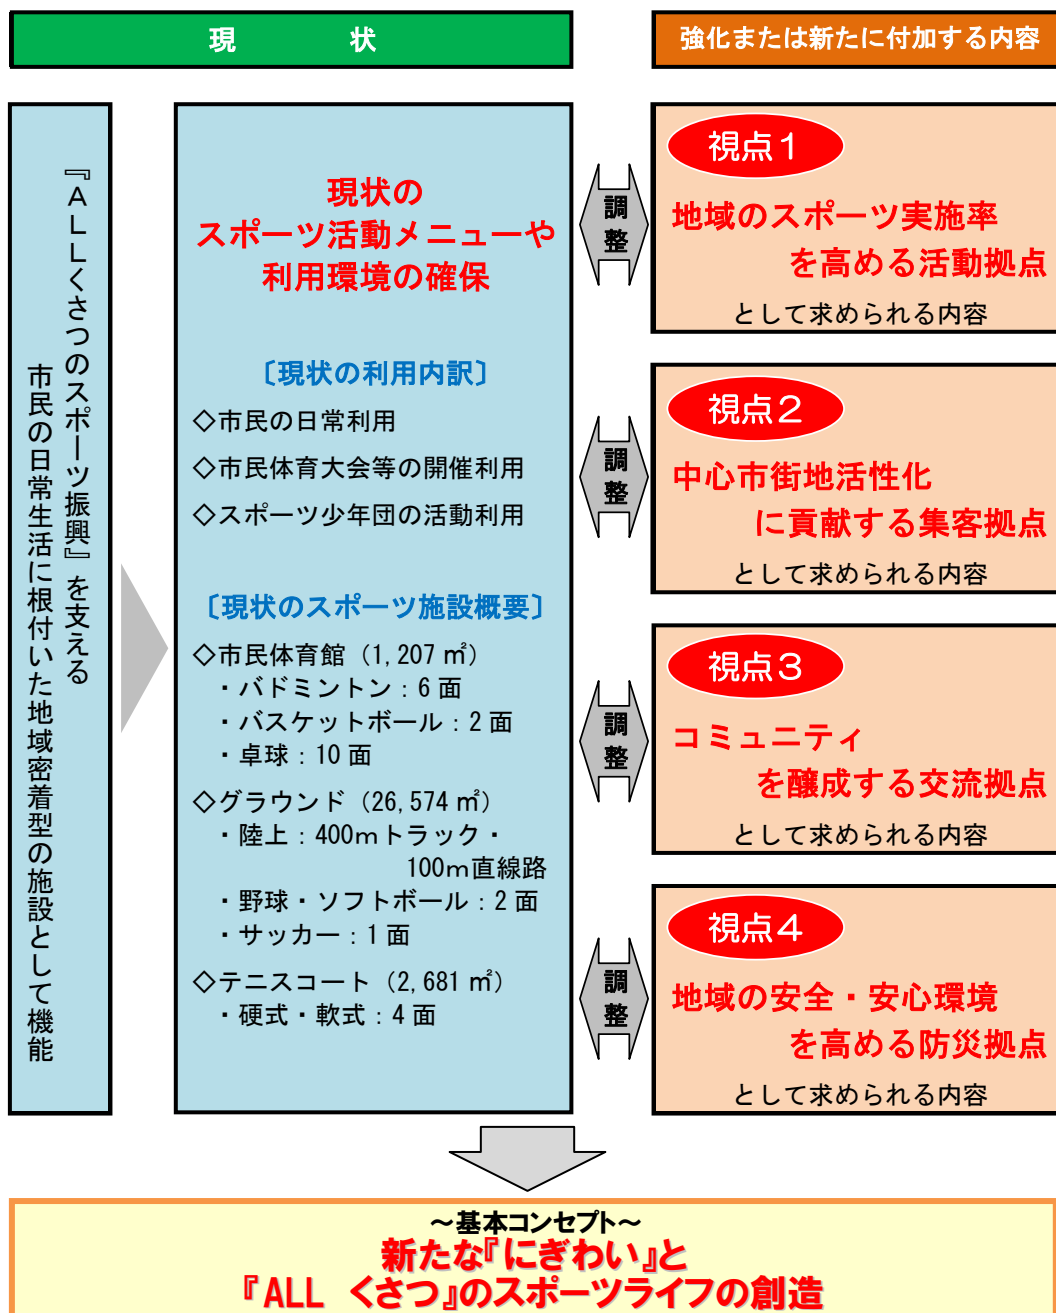 現　状
強化または新たに付加する内容
『ＡＬＬくさつのスポーツ振興』を支える
市民の日常生活に根付いた地域密着型の施設として機能
現状の
スポーツ活動メニューや
利用環境の確保
〔現状の利用内訳〕
◇市民の日常利用
◇市民体育大会等の開催利用
◇スポーツ少年団の活動利用
〔現状のスポーツ施設概要〕
◇市民体育館（1,207 ㎡）
・バドミントン：6 面
・バスケットボール：2 面
・卓球：10 面
◇グラウンド（26,574 ㎡）
・陸上：400ｍトラック・
100ｍ直線路
・野球・ソフトボール：2 面
・サッカー：1 面
◇テニスコート（2,681 ㎡）
・硬式・軟式：4 面
調整
視点１
地域のスポーツ実施率
を高める活動拠点
として求められる内容
調整
視点２
中心市街地活性化
に貢献する集客拠点
として求められる内容
調整
視点３
コミュニティ
を醸成する交流拠点
として求められる内容
調整
視点４
地域の安全・安心環境
を高める防災拠点
として求められる内容
～基本コンセプト～
新たな『にぎわい』と
『ALL　くさつ』のスポーツライフの創造